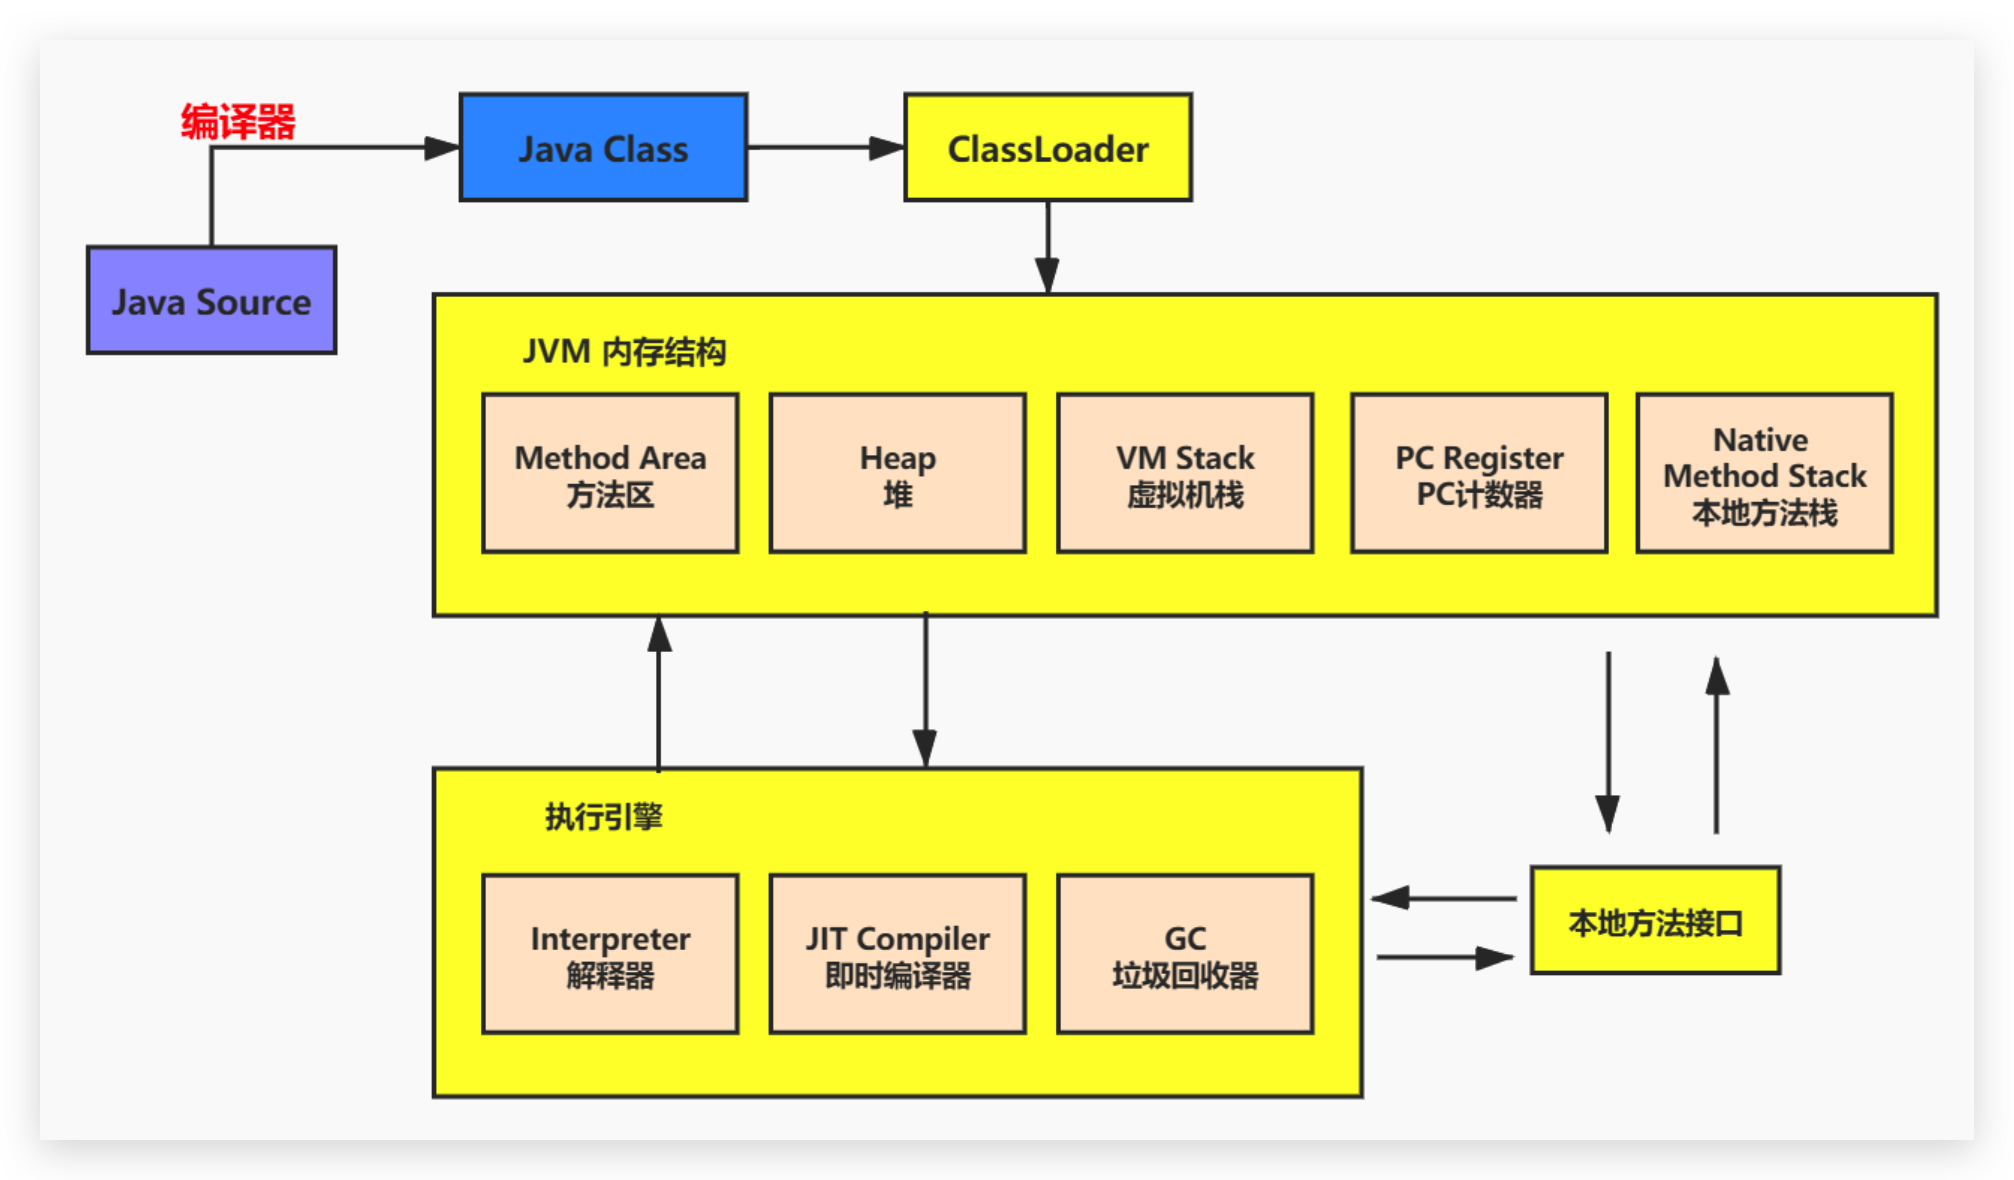 编译器
Java Class
ClassLoader
Java Source
JVM 内存结构
Method Area
方法区
Heap
堆
VM Stack
虚拟机栈
PC Register
PC计数器
Native
Method Stack
本地方法栈
执行引擎
Interpreter
解释器
JIT Compiler
即时编译器
GC
垃圾回收器
本地方法接口